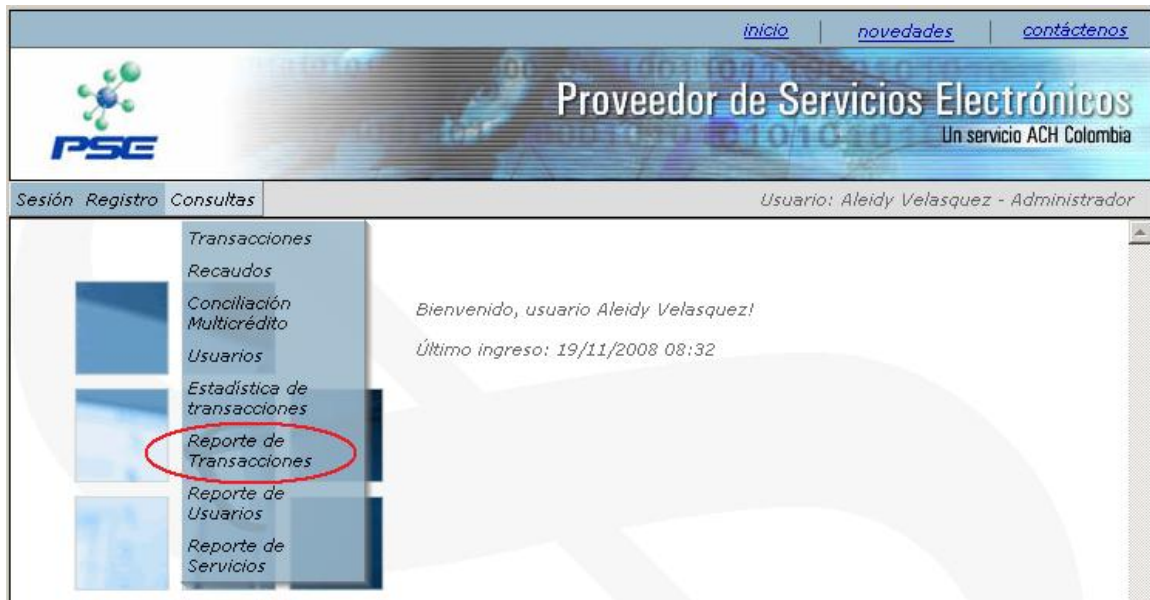 inicio | novedades | contáctenos
Proveedor de Servicios Electrónicos
Un servicio ACH Colombia
PSE
Sesión Registro Consultas
Usuario: Aleidy Velasquez - Administrador
Transacciones
Recaudos
Conciliación
Multicrédito
Usuarios
Estadística de
transacciones
Reporte de
Transacciones
Reporte de
Usuarios
Reporte de
Servicios
Bienvenido, usuario Aleidy Velasquez!
Último ingreso: 19/11/2008 08:32